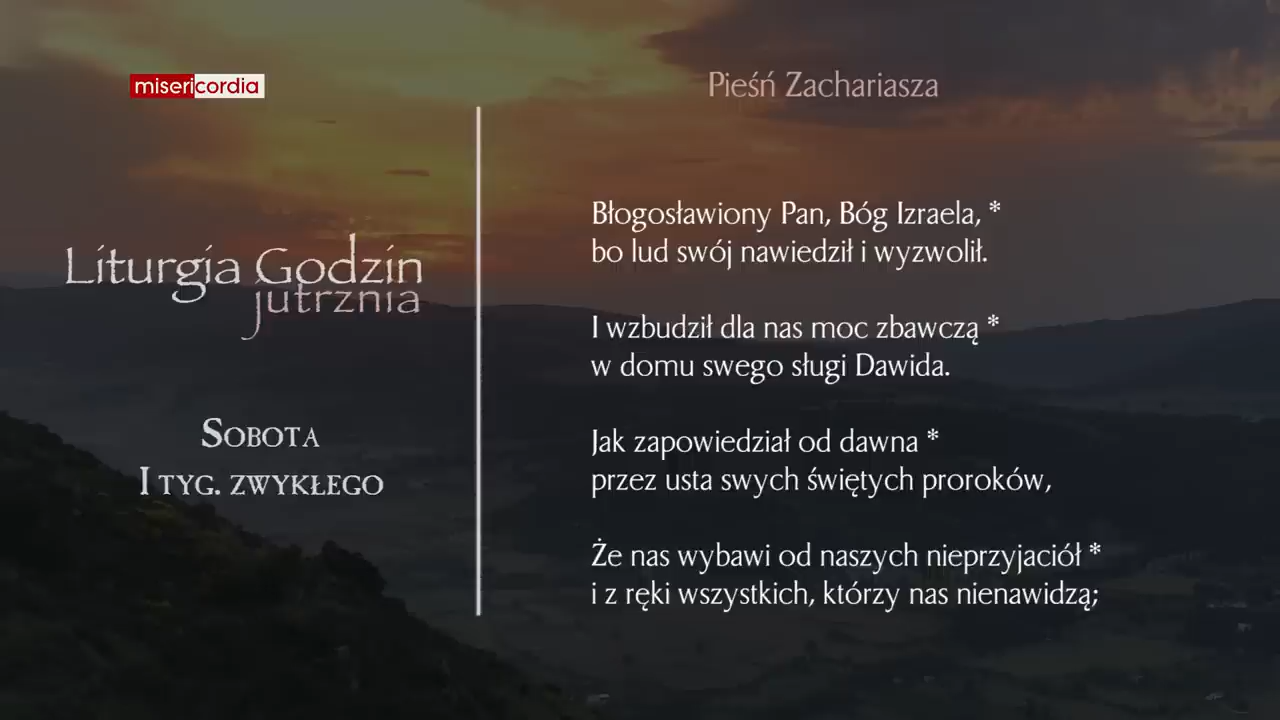 misericordia
Liturgia Godzin
jutrznia
Sobota
I tyg. zwykłego
Pieśń Zachariasza
Błogosławiony Pan, Bóg Izraela, *
bo lud swój nawiedził i wyzwolił.
I wzbudził dla nas moc zbawczą *
w domu swego sługi Dawida.
Jak zapowiedział od dawna *
przez usta swych świętych proroków,
Że nas wybawi od naszych nieprzyjaciół *
i z ręki wszystkich, którzy nas nienawidzą;